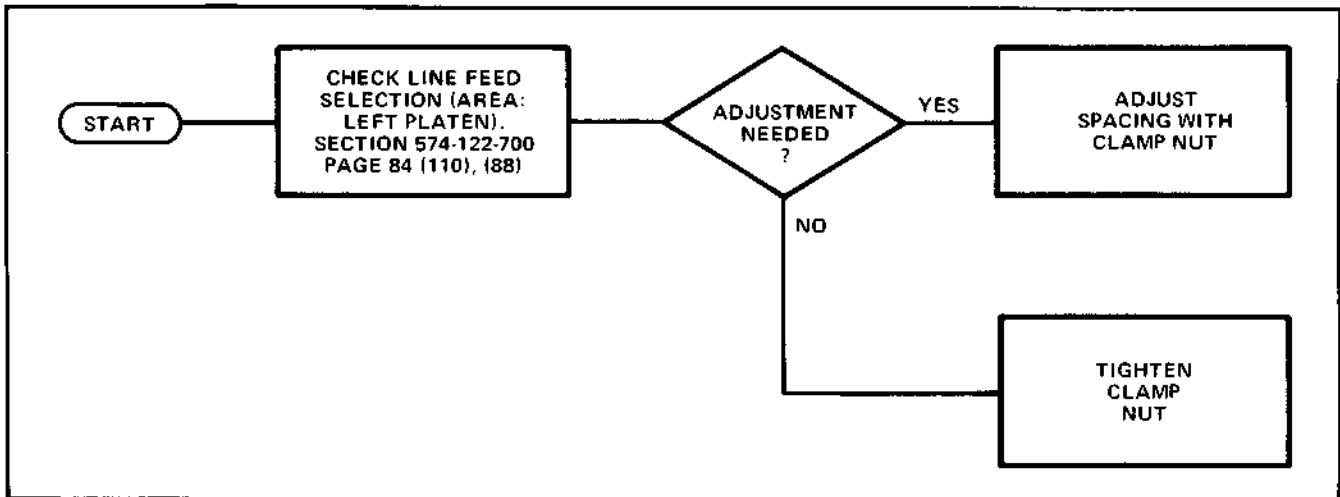 START
CHECK LINE FEED
SELECTION (AREA:
LEFT PLATEN).
SECTION 574-122-700
PAGE 84 (110), (88)
ADJUSTMENT
NEEDED
?
YES
ADJUST
SPACING WITH
CLAMP NUT
NO
TIGHTEN
CLAMP
NUT